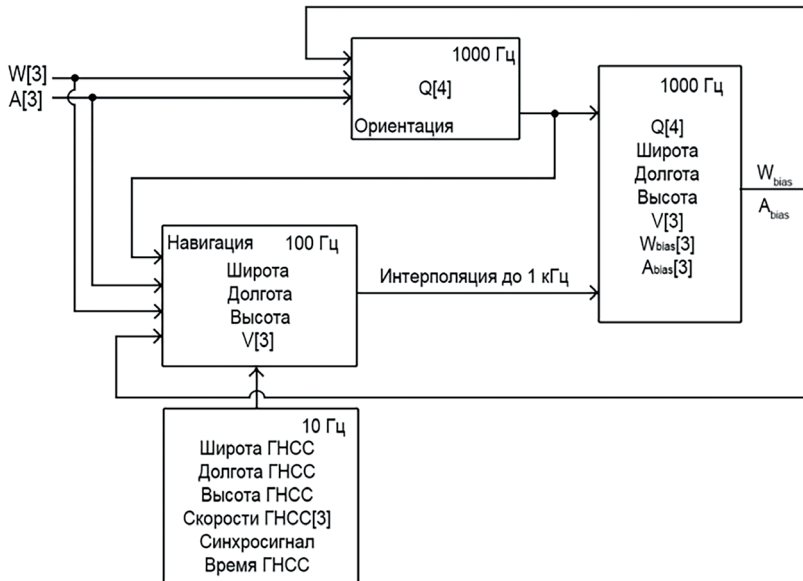 W[3]
A[3]
1000 Гц
Q[4]
Ориентация
1000 Гц
Q[4]
Широта
Долгота
Высота
V[3]
Wbias[3]
Abias[3]
Wbias
Abias
Навигация 100 Гц
Широта
Долгота
Высота
V[3]
Интерполяция до 1 кГц
10 Гц
Широта ГНСС
Долгота ГНСС
Высота ГНСС
Скорости ГНСС[3]
Синхросигнал
Время ГНСС